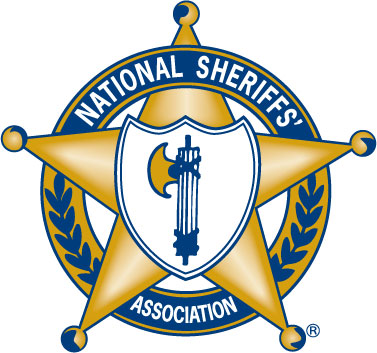 NATIONAL SHERIFFS'
ASSOCIATION
®